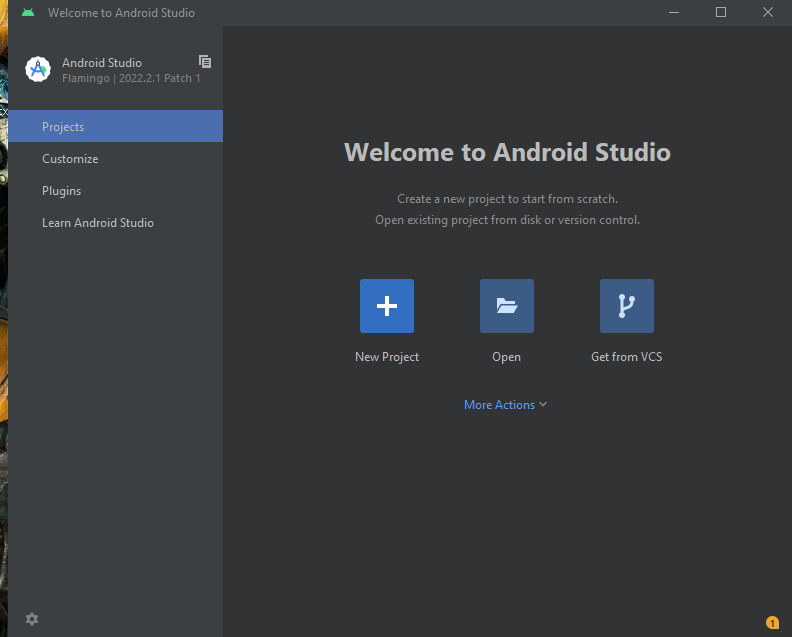 Welcome to Android Studio
Android Studio
Flamingo | 2022.2.1 Patch 1
Projects
Customize
Plugins
Learn Android Studio
Welcome to Android Studio
Create a new project to start from scratch.
Open existing project from disk or version control.
New Project
Open
Get from VCS
More Actions
1